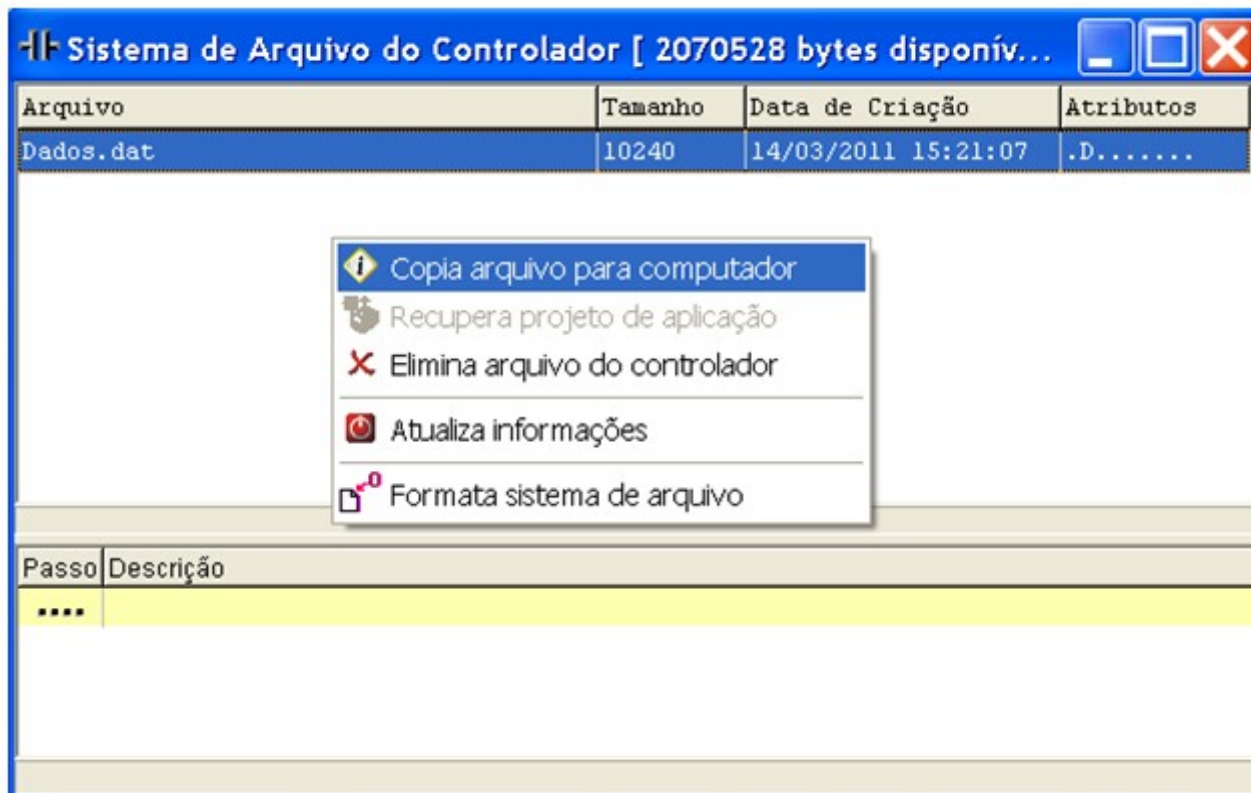 Sistema de Arquivo do Controlador [ 2070528 bytes disponív...
Arquivo Tamanho Data de Criação Atributos
Dados.dat 10240 14/03/2011 15:21:07 .D.......
Copia arquivo para computador
Recupera projeto de aplicação
Elimina arquivo do controlador
Atualiza informações
Formata sistema de arquivo
Passo Descrição
....